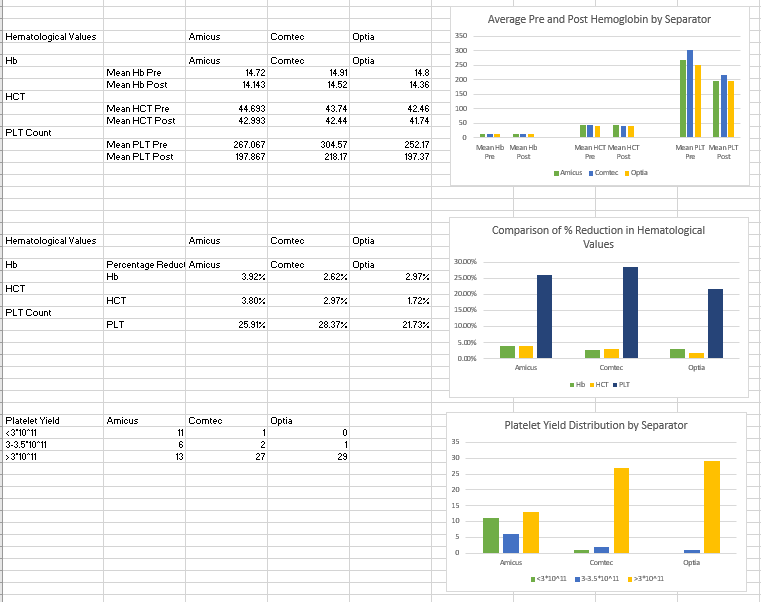 Hematological Values Amicus Comtec Optia
Hb Amicus Comtec Optia
Mean Hb Pre 14.72 14.91 14.8
Mean Hb Post 14.143 14.52 14.36
HCT
Mean HCT Pre 44.693 43.74 42.46
Mean HCT Post 42.993 42.44 41.74
PLT Count
Mean PLT Pre 267.067 304.57 252.17
Mean PLT Post 197.867 218.17 197.37
Average Pre and Post Hemoglobin by Separator
350
300
250
200
150
100
50
0
Mean Hb Pre Mean Hb Post Mean HCT Pre Mean HCT Post Mean PLT Pre Mean PLT Post
Amicus Comtec Optia
Hematological Values Amicus Comtec Optia
Hb Percentage Reduct Amicus Comtec Optia
Hb 3.92% 2.62% 2.97%
HCT
HCT 3.80% 2.97% 1.72%
PLT Count
PLT 25.91% 28.37% 21.73%
Comparison of % Reduction in Hematological
Values
30.00%
25.00%
20.00%
15.00%
10.00%
5.00%
0.00%
Amicus Comtec Optia
Hb HCT PLT
Platelet Yield Amicus Comtec Optia
<3*10^11 11 1 0
3-3.5*10^11 6 2 1
>3*10^11 13 27 29
Platelet Yield Distribution by Separator
35
30
25
20
15
10
5
0
Amicus Comtec Optia
<3*10^11 3-3.5*10^11 >3*10^11